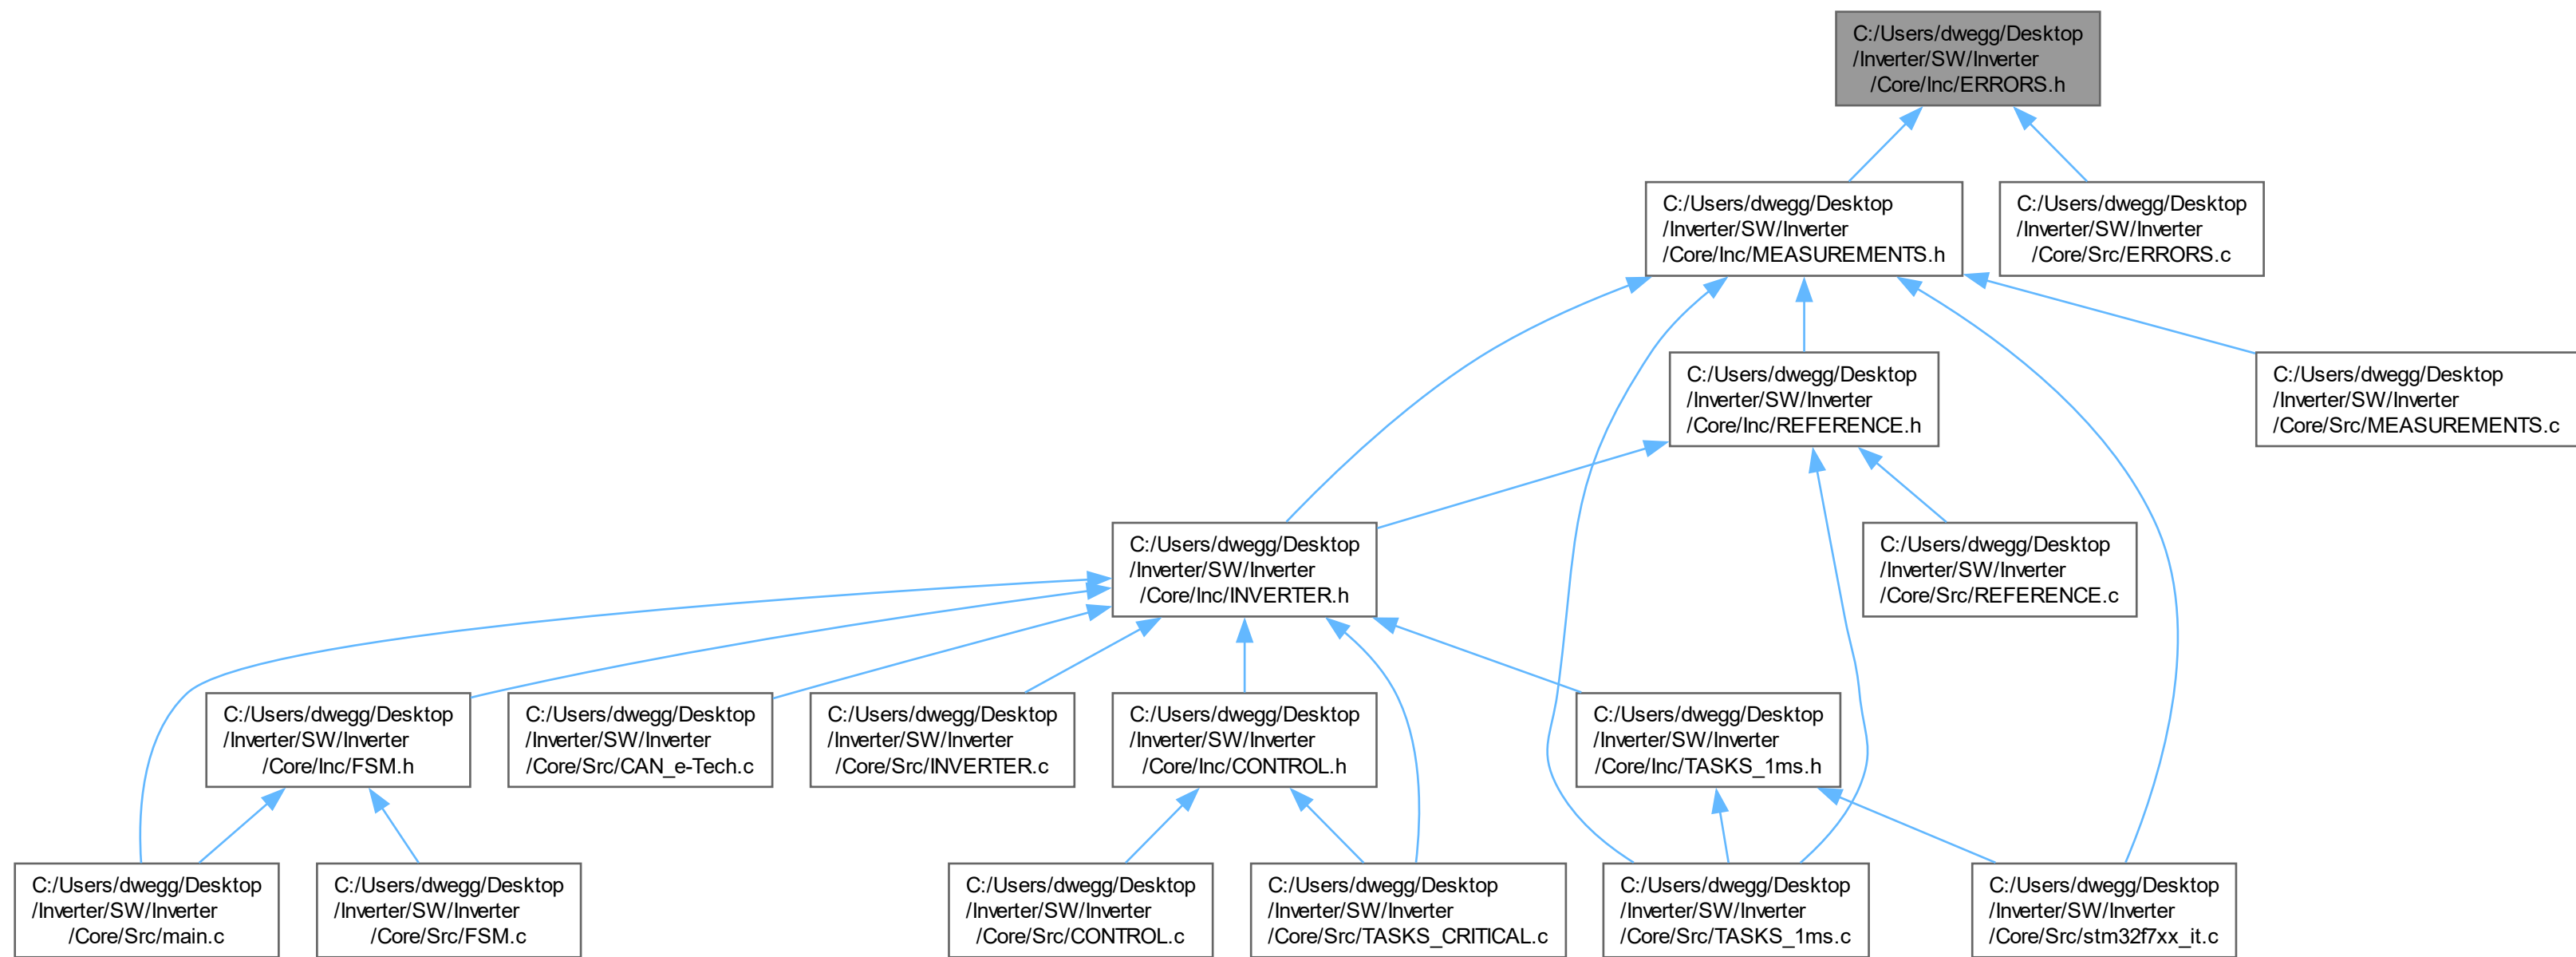 C:/Users/dwegg/Desktop
/Inverter/SW/Inverter
/Core/Inc/ERRORS.h
C:/Users/dwegg/Desktop
/Inverter/SW/Inverter
/Core/Inc/MEASUREMENTS.h
C:/Users/dwegg/Desktop
/Inverter/SW/Inverter
/Core/Src/ERRORS.c
C:/Users/dwegg/Desktop
/Inverter/SW/Inverter
/Core/Inc/REFERENCE.h
C:/Users/dwegg/Desktop
/Inverter/SW/Inverter
/Core/Src/MEASUREMENTS.c
C:/Users/dwegg/Desktop
/Inverter/SW/Inverter
/Core/Inc/INVERTER.h
C:/Users/dwegg/Desktop
/Inverter/SW/Inverter
/Core/Src/REFERENCE.c
C:/Users/dwegg/Desktop
/Inverter/SW/Inverter
/Core/Inc/FSM.h
C:/Users/dwegg/Desktop
/Inverter/SW/Inverter
/Core/Src/CAN_e-Tech.c
C:/Users/dwegg/Desktop
/Inverter/SW/Inverter
/Core/Src/INVERTER.c
C:/Users/dwegg/Desktop
/Inverter/SW/Inverter
/Core/Inc/CONTROL.h
C:/Users/dwegg/Desktop
/Inverter/SW/Inverter
/Core/Inc/TASKS_1ms.h
C:/Users/dwegg/Desktop
/Inverter/SW/Inverter
/Core/Src/main.c
C:/Users/dwegg/Desktop
/Inverter/SW/Inverter
/Core/Src/FSM.c
C:/Users/dwegg/Desktop
/Inverter/SW/Inverter
/Core/Src/CONTROL.c
C:/Users/dwegg/Desktop
/Inverter/SW/Inverter
/Core/Src/TASKS_CRITICAL.c
C:/Users/dwegg/Desktop
/Inverter/SW/Inverter
/Core/Src/TASKS_1ms.c
C:/Users/dwegg/Desktop
/Inverter/SW/Inverter
/Core/Src/stm32f7xx_it.c